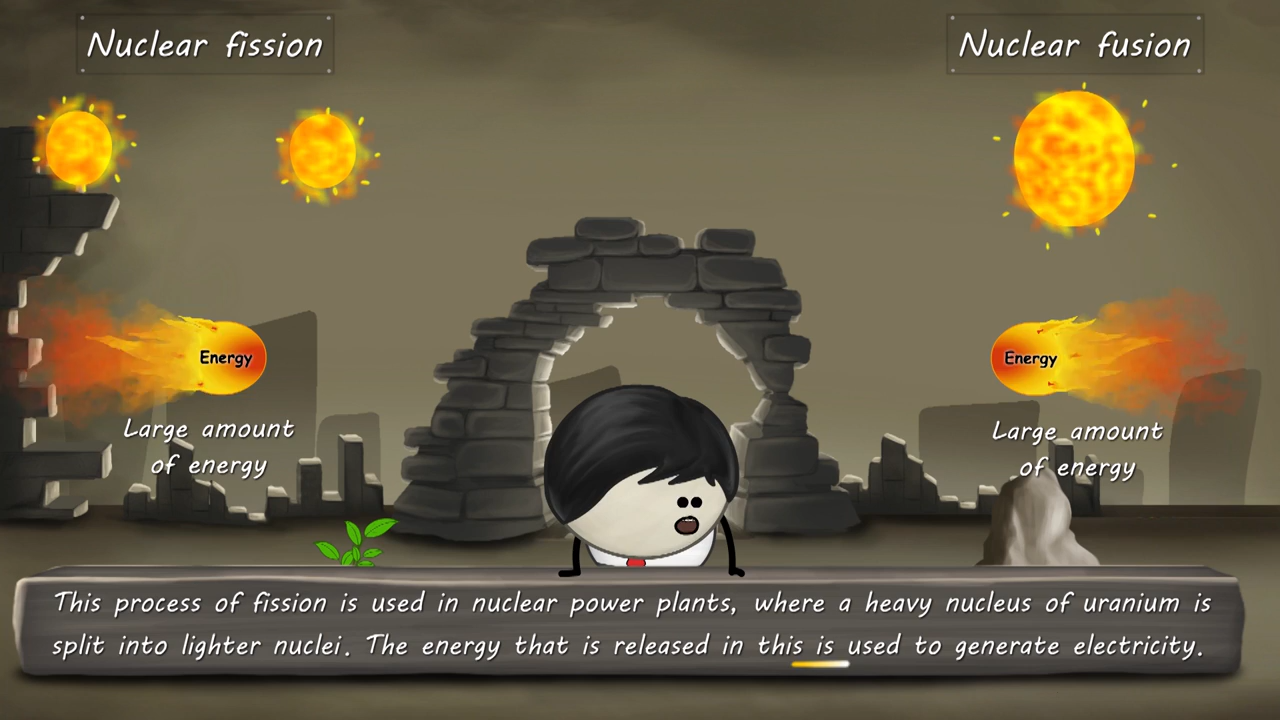 Nuclear fission
Nuclear fusion
Energy
Energy
Large amount
of energy
Large amount
of energy
This process of fission is used in nuclear power plants, where a heavy nucleus of uranium is
split into lighter nuclei. The energy that is released in this is used to generate electricity.